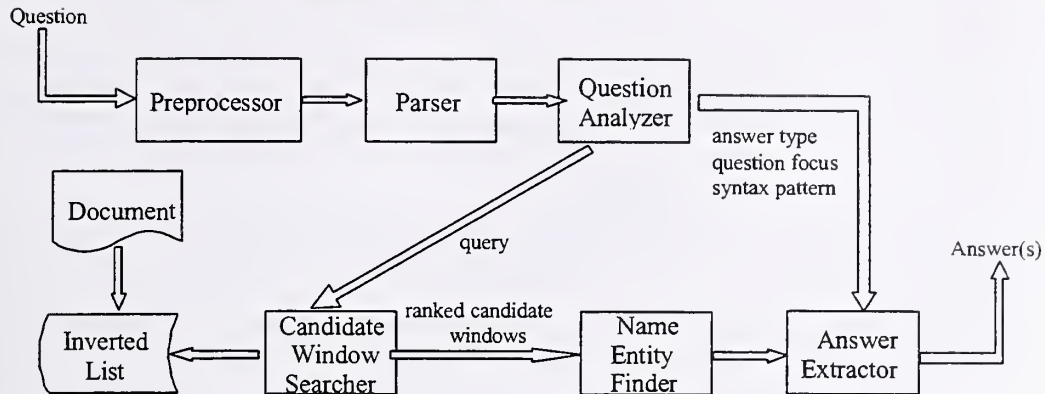 Question
Preprocessor
Parser
Question
Analyzer
answer type
question focus
syntax pattern
Document
query
Answer(s)
Inverted
List
Candidate
Window
Searcher
ranked candidate
windows
Name
Entity
Finder
Answer
Extractor